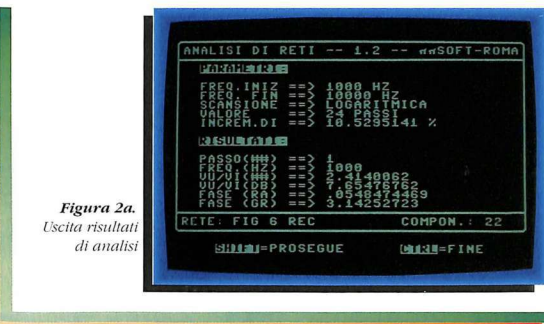 ANALISI DI RETI -- 1.2 -- ππSOFT-ROMA
PARAMETRI:
FREQ.INIZ ==> 1000 HZ
FREQ. FIN ==> 10000 HZ
SCANSIONE ==> LOGARITMICA
VALORE ==> 24 PASSI
INCREM.DI ==> 10.5295141 %
RISULTATI:
PASSO(##) ==> 1
FREQ.(HZ) ==> 1000
VU/VI(##) ==> 2.4140062
VU/VI(DB) ==> 7.65476762
FASE (RA) ==> .0548474469
FASE (GR) ==> 3.14252723
RETE: FIG 6 REC COMPON.: 22
SHIFT=PROSEGUE CTRL=FINE
Figura 2a.
Uscita risultati
di analisi